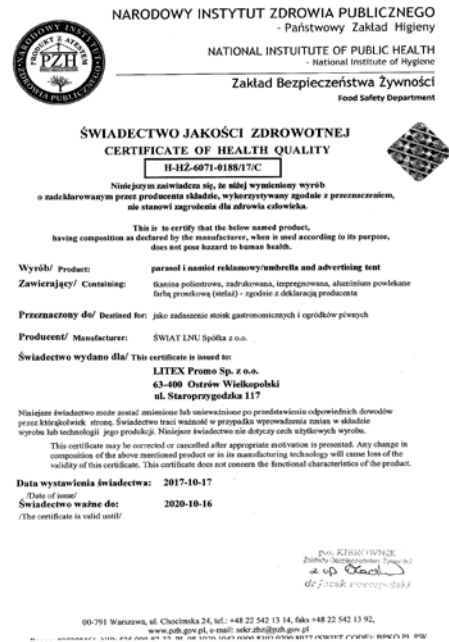 NARODOWY INSTYTUT ZDROWIA PUBLICZNEGO
- Państwowy Zakład Higieny
NATIONAL INSTUITUTE OF PUBLIC HEALTH
- National Institute of Hygiene
Zakład Bezpieczeństwa Żywności
Food Safety Department
NARODOWY INSTYTUT
PRODUKT Z ATESTEM
PZH
ZDROWIA PUBLICZNEGO
ŚWIADECTWO JAKOŚCI ZDROWOTNEJ
CERTIFICATE OF HEALTH QUALITY
H-HŻ-6071-0188/17/C
Niniejszym zaświadcza się, że niżej wymieniony wyrób
o zadeklarowanym przez producenta składzie, wykorzystywany zgodnie z przeznaczeniem,
nie stanowi zagrożenia dla zdrowia człowieka.
This is to certify that the below named product,
having composition as declared by the manufacturer, when is used according to its purpose,
does not pose hazard to human health.
Wyrób/ Product: parasol i namiot reklamowy/umbrella and advertising tent
Zawierający/ Containing: tkanina poliestrowa, zadrukowana, impregnowana, aluminium powlekane
farbą proszkową (stelaż) - zgodnie z deklaracją producenta
Przeznaczony do/ Destined for: jako zadaszenie stoisk gastronomicznych i ogródków piwnych
Producent/ Manufacturer: ŚWIAT LNU Spółka z o.o.
Świadectwo wydano dla/ This certificate is issued to:
LITEX Promo Sp. z o.o.
63-400 Ostrów Wielkopolski
ul. Staroprzygodzka 117
Niniejsze świadectwo może zostać zmienione lub unieważnione po przedstawieniu odpowiednich dowodów
przez którąkolwiek stronę. Świadectwo traci ważność w przypadku wprowadzenia zmian w składzie
wyrobu lub technologii jego produkcji. Niniejsze świadectwo nie dotyczy cech użytkowych wyrobu.
This certificate may be corrected or cancelled after appropriate motivation is presented. Any change in
composition of the above mentioned product or in its manufacturing technology will cause loss of the
validity of this certificate. This certificate does not concern the functional characteristics of the product.
Data wystawienia świadectwa: 2017-10-17
/Date of issue/
Świadectwo ważne do: 2020-10-16
/The certificate is valid until/
KIEROWNIK
Zakładu Bezpieczeństwa Żywności
00-791 Warszawa, ul. Chocimska 24, tel.: +48 22 542 13 14, faks +48 22 542 13 92,
www.pzh.gov.pl, e-mail: sekr.zbz@pzh.gov.pl